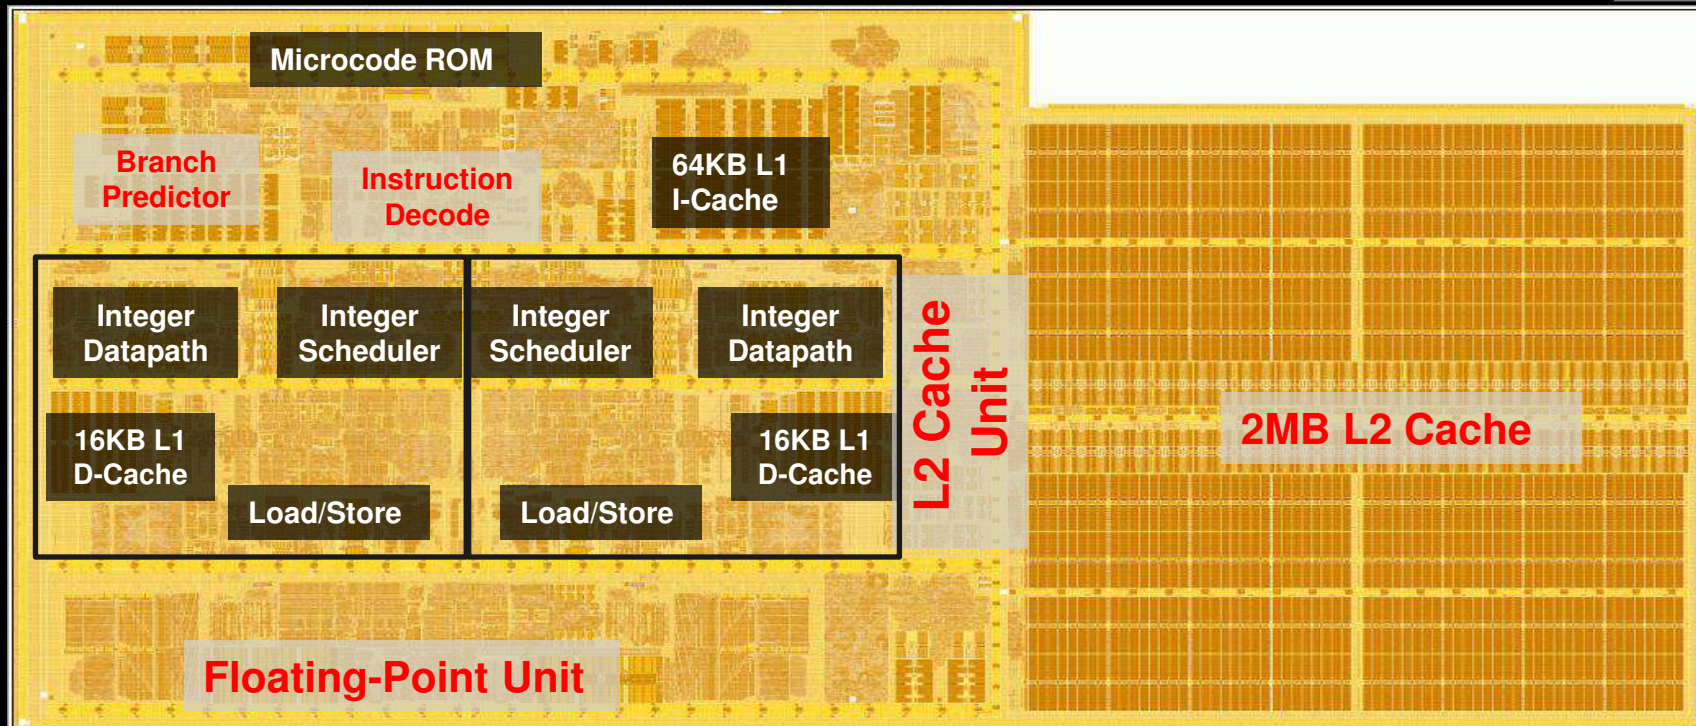 Microcode ROM
Branch
Predictor
Instruction
Decode
64KB L1
I-Cache
Integer
Datapath
Integer
Scheduler
Integer
Scheduler
Integer
Datapath
16KB L1
D-Cache
Load/Store
Load/Store
16KB L1
D-Cache
L2 Cache
Unit
2MB L2 Cache
Floating-Point Unit